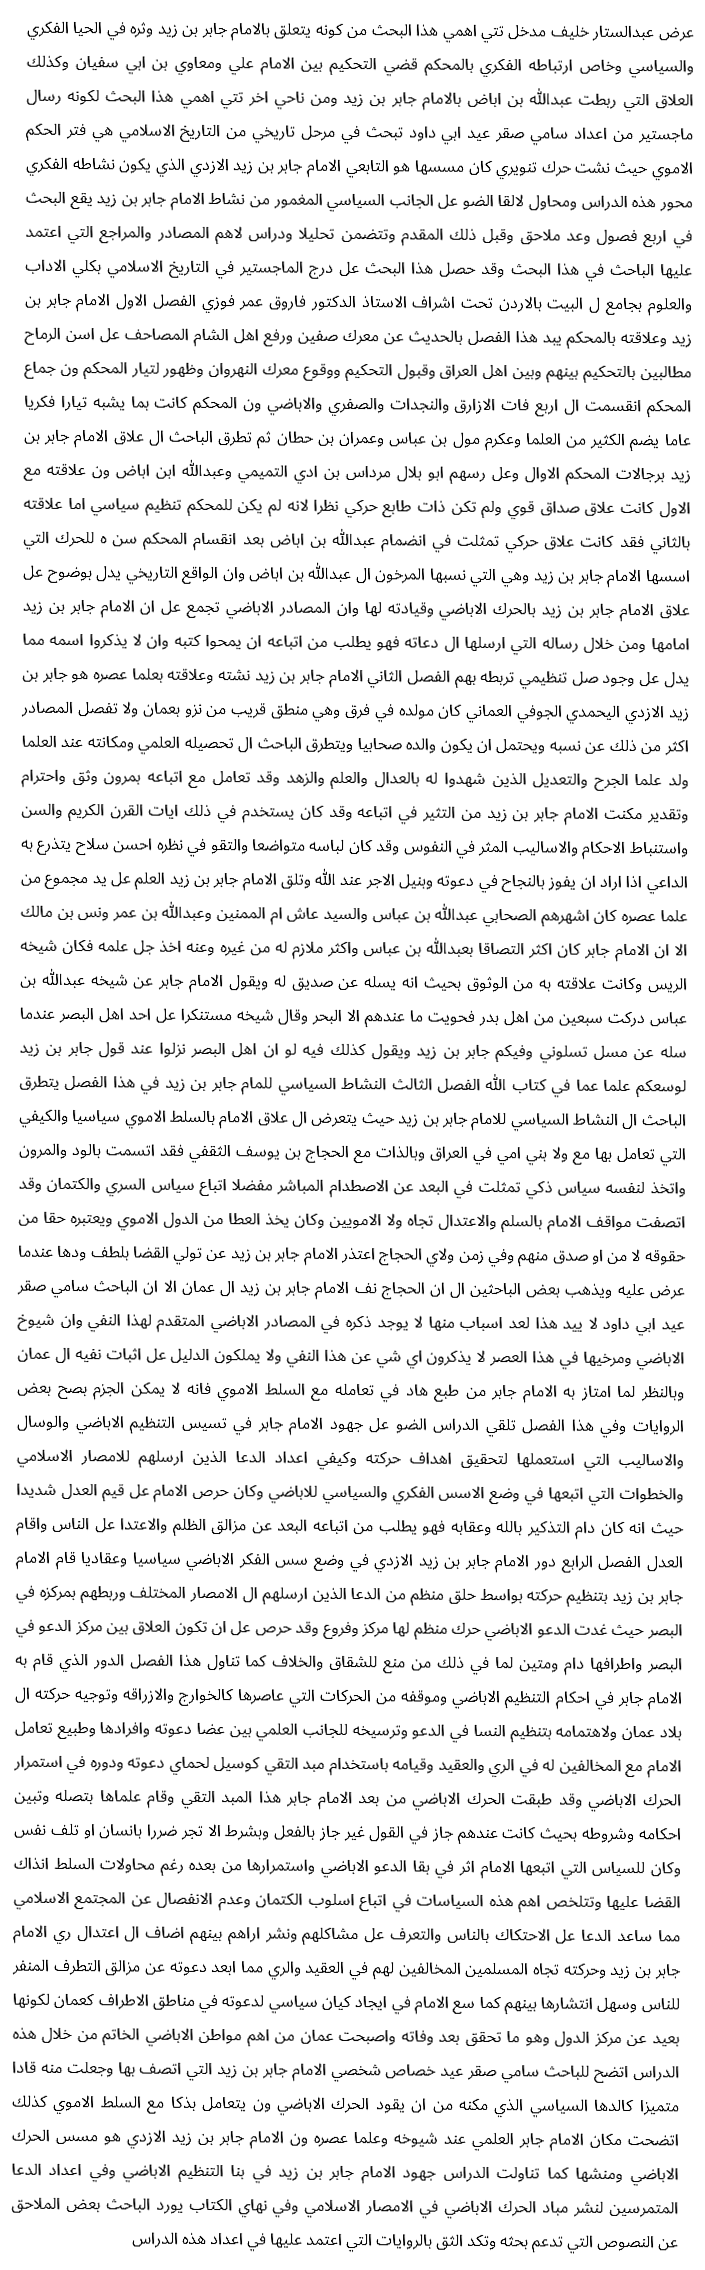 عرض عبدالستار خليف مدخل تتي اهمي هذا البحث من كونه يتعلق بالامام جابر بن زيد وثره في الحيا الفكري
والسياسي وخاص ارتباطه الفكري بالمحكم قضي التحكيم بين الامام علي ومعاوي بن ابي سفيان وكذلك
العلاق التي ربطت عبدالله بن اباض بالامام جابر بن زيد ومن ناحي اخر تتي اهمي هذا البحث لكونه رسال
ماجستير من اعداد سامي صقر عيد ابي داود تبحث في مرحل تاريخي من التاريخ الاسلامي هي فتر الحكم
الاموي حيث نشت حرك تنويري كان مسسها هو التابعي الامام جابر بن زيد الازدي الذي يكون نشاطه الفكري
محور هذه الدراس ومحاول لالقا الضو عل الجانب السياسي المغمور من نشاط الامام جابر بن زيد يقع البحث
في اربع فصول وعد ملاحق وقبل ذلك المقدم وتتضمن تحليلا ودراس لاهم المصادر والمراجع التي اعتمد
عليها الباحث في هذا البحث وقد حصل هذا البحث عل درج الماجستير في التاريخ الاسلامي بكلي الاداب
والعلوم بجامع ل البيت بالاردن تحت اشراف الاستاذ الدكتور فاروق عمر فوزي الفصل الاول الامام جابر بن
زيد وعلاقته بالمحكم يبد هذا الفصل بالحديث عن معرك صفين ورفع اهل الشام المصاحف عل اسن الرماح
مطالبين بالتحكيم بينهم وبين اهل العراق وقبول التحكيم ووقوع معرك النهروان وظهور لتيار المحكم ون جماع
المحكم انقسمت ال اربع فات الازارق والنجدات والصفري والاباضي ون المحكم كانت بما يشبه تيارا فكريا
عاما يضم الكثير من العلما وعكرم مول بن عباس وعمران بن حطان ثم تطرق الباحث ال علاق الامام جابر بن
زيد برجالات المحكم الاوال وعل رسهم ابو بلال مرداس بن ادي التميمي وعبدالله ابن اباض ون علاقته مع
الاول كانت علاق صداق قوي ولم تكن ذات طابع حركي نظرا لانه لم يكن للمحكم تنظيم سياسي اما علاقته
بالثاني فقد كانت علاق حركي تمثلت في انضمام عبدالله بن اباض بعد انقسام المحكم سن ه للحرك التي
اسسها الامام جابر بن زيد وهي التي نسبها المرخون ال عبدالله بن اباض وان الواقع التاريخي يدل بوضوح عل
علاق الامام جابر بن زيد بالحرك الاباضي وقيادته لها وان المصادر الاباضي تجمع عل ان الامام جابر بن زيد
امامها ومن خلال رساله التي ارسلها ال دعاته فهو يطلب من اتباعه ان يمحوا كتبه وان لا يذكروا اسمه مما
يدل عل وجود صل تنظيمي تربطه بهم الفصل الثاني الامام جابر بن زيد نشته وعلاقته بعلما عصره هو جابر بن
زيد الازدي اليحمدي الجوفي العماني كان مولده في فرق وهي منطق قريب من نزو بعمان ولا تفصل المصادر
اكثر من ذلك عن نسبه ويحتمل ان يكون والده صحابيا ويتطرق الباحث ال تحصيله العلمي ومكانته عند العلما
ولد علما الجرح والتعديل الذين شهدوا له بالعدال والعلم والزهد وقد تعامل مع اتباعه بمرون وثق واحترام
وتقدير مكنت الامام جابر بن زيد من التثير في اتباعه وقد كان يستخدم في ذلك ايات القرن الكريم والسن
واستنباط الاحكام والاساليب المثر في النفوس وقد كان لباسه متواضعا والتقو في نظره احسن سلاح يتذرع به
الداعي اذا اراد ان يفوز بالنجاح في دعوته وبنيل الاجر عند الله وتلق الامام جابر بن زيد العلم عل يد مجموع من
علما عصره كان اشهرهم الصحابي عبدالله بن عباس والسيد عاش ام الممنين وعبدالله بن عمر ونس بن مالك
الا ان الامام جابر كان اكثر التصاقا بعبدالله بن عباس واكثر ملازم له من غيره وعنه اخذ جل علمه فكان شيخه
الريس وكانت علاقته به من الوثوق بحيث انه يسله عن صديق له ويقول الامام جابر عن شيخه عبدالله بن
عباس دركت سبعين من اهل بدر فحويت ما عندهم الا البحر وقال شيخه مستنكرا عل احد اهل البصر عندما
سله عن مسل تسلوني وفيكم جابر بن زيد ويقول كذلك فيه لو ان اهل البصر نزلوا عند قول جابر بن زيد
لوسعكم علما عما في كتاب الله الفصل الثالث النشاط السياسي للمام جابر بن زيد في هذا الفصل يتطرق
الباحث ال النشاط السياسي للامام جابر بن زيد حيث يتعرض ال علاق الامام بالسلط الاموي سياسيا والكيفي
التي تعامل بها مع ولا بني امي في العراق وبالذات مع الحجاج بن يوسف الثقفي فقد اتسمت بالود والمرون
واتخذ لنفسه سياس ذكي تمثلت في البعد عن الاصطدام المباشر مفضلا اتباع سياس السري والكتمان وقد
اتصفت مواقف الامام بالسلم والاعتدال تجاه ولا الامويين وكان يخذ العطا من الدول الاموي ويعتبره حقا من
حقوقه لا من او صدق منهم وفي زمن ولاي الحجاج اعتذر الامام جابر بن زيد عن تولي القضا بلطف ودها عندما
عرض عليه ويذهب بعض الباحثين ال ان الحجاج نف الامام جابر بن زيد ال عمان الا ان الباحث سامي صقر
عيد ابي داود لا ييد هذا لعد اسباب منها لا يوجد ذكره في المصادر الاباضي المتقدم لهذا النفي وان شيوخ
الاباضي ومرخيها في هذا العصر لا يذكرون اي شي عن هذا النفي ولا يملكون الدليل عل اثبات نفيه ال عمان
وبالنظر لما امتاز به الامام جابر من طبع هاد في تعامله مع السلط الاموي فانه لا يمكن الجزم بصح بعض
الروايات وفي هذا الفصل تلقي الدراس الضو عل جهود الامام جابر في تسيس التنظيم الاباضي والوسال
والاساليب التي استعملها لتحقيق اهداف حركته وكيفي اعداد الدعا الذين ارسلهم للامصار الاسلامي
والخطوات التي اتبعها في وضع الاسس الفكري والسياسي للاباضي وكان حرص الامام عل قيم العدل شديدا
حيث انه كان دام التذكير بالله وعقابه فهو يطلب من اتباعه البعد عن مزالق الظلم والاعتدا عل الناس واقام
العدل الفصل الرابع دور الامام جابر بن زيد الازدي في وضع سس الفكر الاباضي سياسيا وعقاديا قام الامام
جابر بن زيد بتنظيم حركته بواسط حلق منظم من الدعا الذين ارسلهم ال الامصار المختلف وربطهم بمركزه في
البصر حيث غدت الدعو الاباضي حرك منظم لها مركز وفروع وقد حرص عل ان تكون العلاق بين مركز الدعو في
البصر واطرافها دام ومتين لما في ذلك من منع للشقاق والخلاف كما تناول هذا الفصل الدور الذي قام به
الامام جابر في احكام التنظيم الاباضي وموقفه من الحركات التي عاصرها كالخوارج والازراقه وتوجيه حركته ال
بلاد عمان ولاهتمامه بتنظيم النسا في الدعو وترسيخه للجانب العلمي بين عضا دعوته وافرادها وطبيع تعامل
الامام مع المخالفين له في الري والعقيد وقيامه باستخدام مبد التقي كوسيل لحماي دعوته ودوره في استمرار
الحرك الاباضي وقد طبقت الحرك الاباضي من بعد الامام جابر هذا المبد التقي وقام علماها بتصله وتبين
احكامه وشروطه بحيث كانت عندهم جاز في القول غير جاز بالفعل وبشرط الا تجر ضررا بانسان او تلف نفس
وكان للسياس التي اتبعها الامام اثر في بقا الدعو الاباضي واستمرارها من بعده رغم محاولات السلط انذاك
القضا عليها وتتلخص اهم هذه السياسات في اتباع اسلوب الكتمان وعدم الانفصال عن المجتمع الاسلامي
مما ساعد الدعا عل الاحتكاك بالناس والتعرف عل مشاكلهم ونشر اراهم بينهم اضاف ال اعتدال ري الامام
جابر بن زيد وحركته تجاه المسلمين المخالفين لهم في العقيد والري مما ابعد دعوته عن مزالق التطرف المنفر
للناس وسهل انتشارها بينهم كما سع الامام في ايجاد كيان سياسي لدعوته في مناطق الاطراف كعمان لكونها
بعيد عن مركز الدول وهو ما تحقق بعد وفاته واصبحت عمان من اهم مواطن الاباضي الخاتم من خلال هذه
الدراس اتضح للباحث سامي صقر عيد خصاص شخصي الامام جابر بن زيد التي اتصف بها وجعلت منه قادا
متميزا كالدها السياسي الذي مكنه من ان يقود الحرك الاباضي ون يتعامل بذكا مع السلط الاموي كذلك
اتضحت مكان الامام جابر العلمي عند شيوخه وعلما عصره ون الامام جابر بن زيد الازدي هو مسس الحرك
الاباضي ومنشها كما تناولت الدراس جهود الامام جابر بن زيد في بنا التنظيم الاباضي وفي اعداد الدعا
المتمرسين لنشر مباد الحرك الاباضي في الامصار الاسلامي وفي نهاي الكتاب يورد الباحث بعض الملاحق
عن النصوص التي تدعم بحثه وتكد الثق بالروايات التي اعتمد عليها في اعداد هذه الدراس